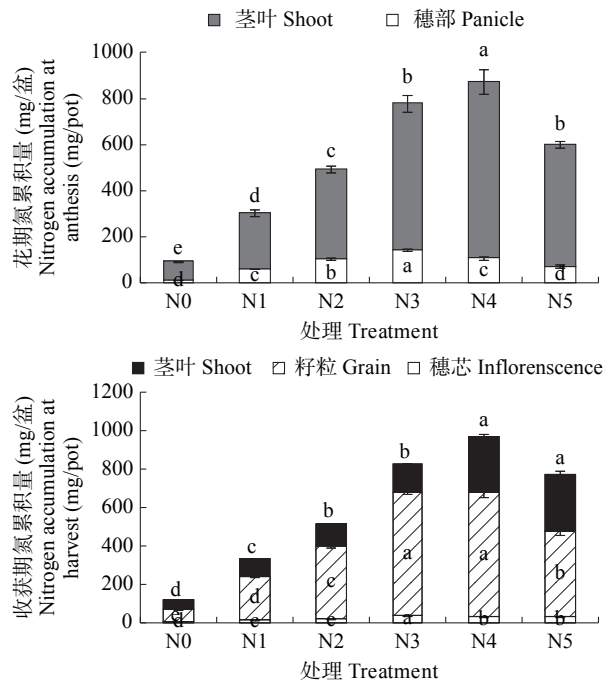 茎叶 Shoot 穗部 Panicle
花期氮累积量 (mg/盆)
Nitrogen accumulation at
anthesis (mg/pot)
1000
800
600
400
200
0
e d c b a b
d c b a c d
N0 N1 N2 N3 N4 N5
处理 Treatment
茎叶 Shoot 籽粒 Grain 穗芯 Inflorenscence
收获期氮累积量 (mg/盆)
Nitrogen accumulation at
harvest (mg/pot)
1200
1000
800
600
400
200
0
d c b b a a
e d c a a b
d e e a b b
N0 N1 N2 N3 N4 N5
处理 Treatment